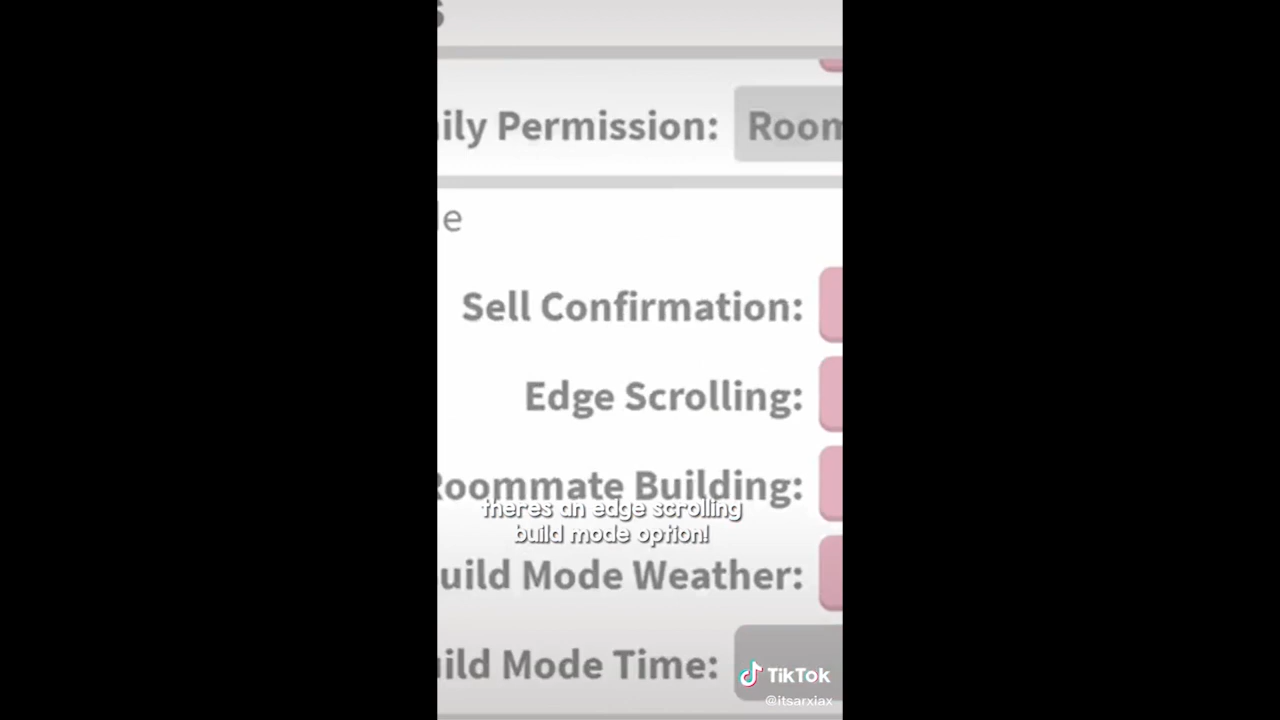 ily Permission: Room
le
Sell Confirmation:
Edge Scrolling:
Roommate Building:
theres an edge scrolling
build mode option!
uild Mode Weather:
ild Mode Time:
TikTok
@itsarxiax